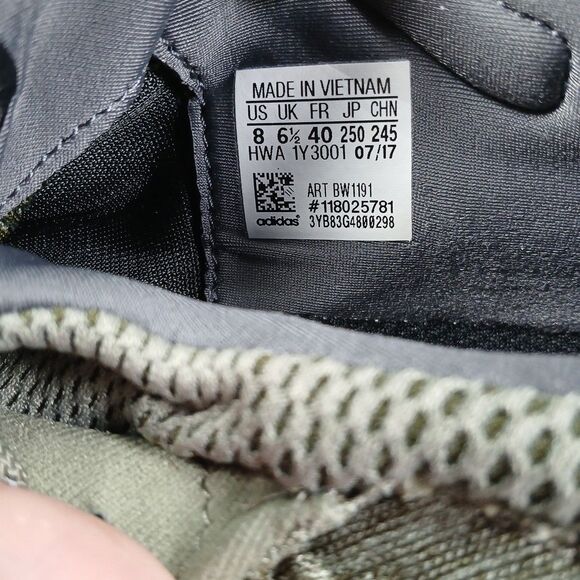 MADE IN VIETNAM
US UK FR JP CHN
8 6½ 40 250 245
HWA 1Y3001 07/17
ART BW1191
#118025781
adidas 3YB83G4800298